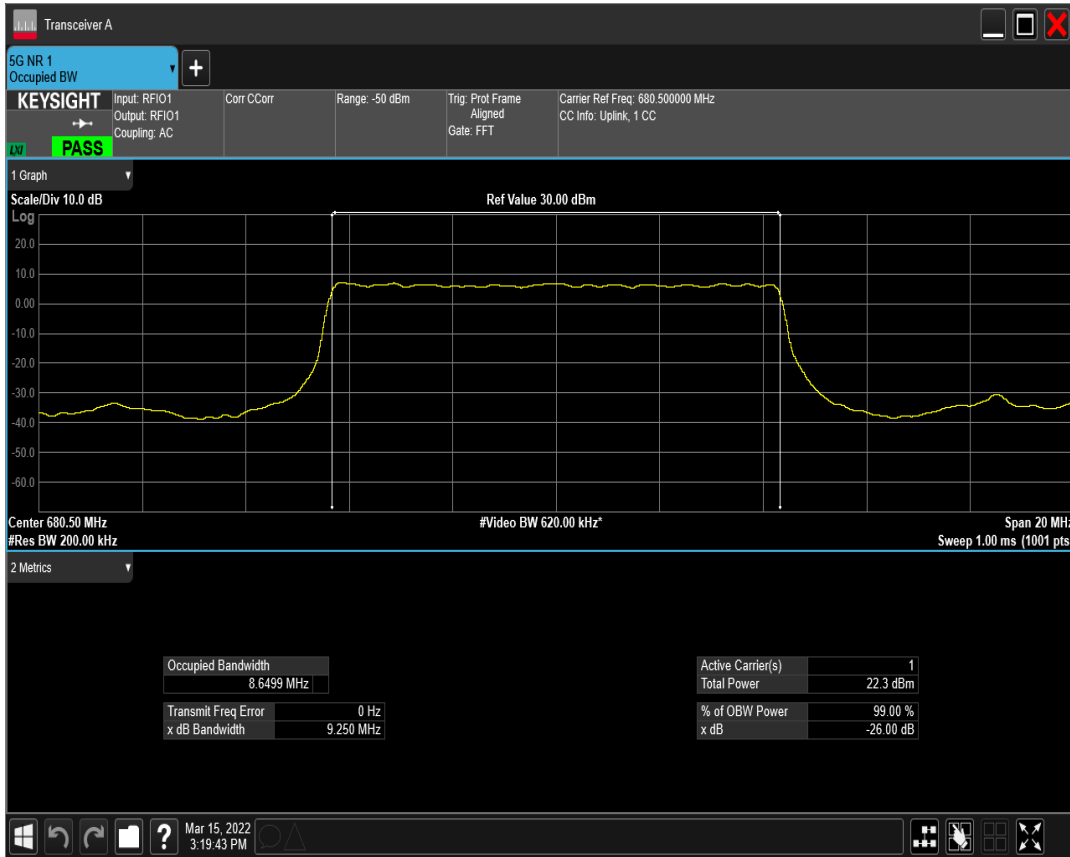 Transceiver A
5G NR 1
Occupied BW
KEYSIGHT
LXI
PASS
Input: RFIO1
Output: RFIO1
Coupling: AC
Corr CCorr
Range: -50 dBm
Trig: Prot Frame
Aligned
Gate: FFT
Carrier Ref Freq: 680.500000 MHz
CC Info: Uplink, 1 CC
1 Graph
Scale/Div 10.0 dB
Ref Value 30.00 dBm
Log
20.0
10.0
0.00
-10.0
-20.0
-30.0
-40.0
-50.0
-60.0
Center 680.50 MHz
#Video BW 620.00 kHz*
Span 20 MHz
#Res BW 200.00 kHz
Sweep 1.00 ms (1001 pts
2 Metrics
Occupied Bandwidth
8.6499 MHz
Transmit Freq Error 0 Hz
x dB Bandwidth 9.250 MHz
Active Carrier(s) 1
Total Power 22.3 dBm
% of OBW Power 99.00 %
x dB -26.00 dB
?
Mar 15, 2022
3:19:43 PM